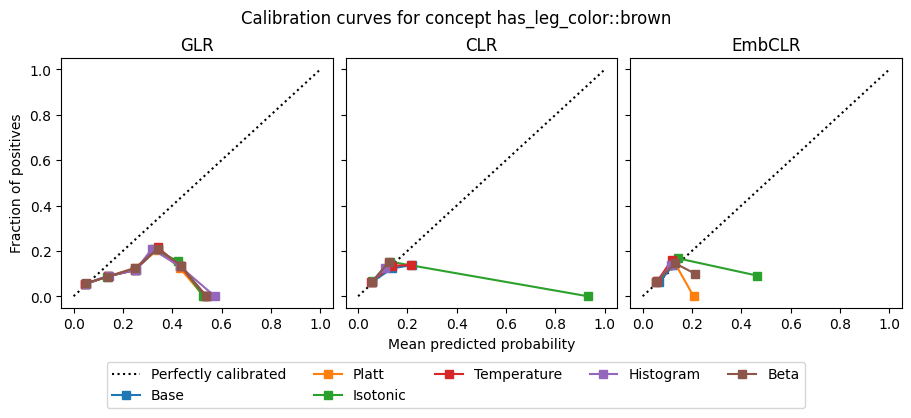 Calibration curves for concept has_leg_color::brown
GLR
CLR
EmbCLR
Fraction of positives
1.0
0.8
0.6
0.4
0.2
0.0
0.0 0.2 0.4 0.6 0.8 1.0
0.0 0.2 0.4 0.6 0.8 1.0
0.0 0.2 0.4 0.6 0.8 1.0
Mean predicted probability
Perfectly calibrated Platt Temperature Histogram Beta
Base Isotonic